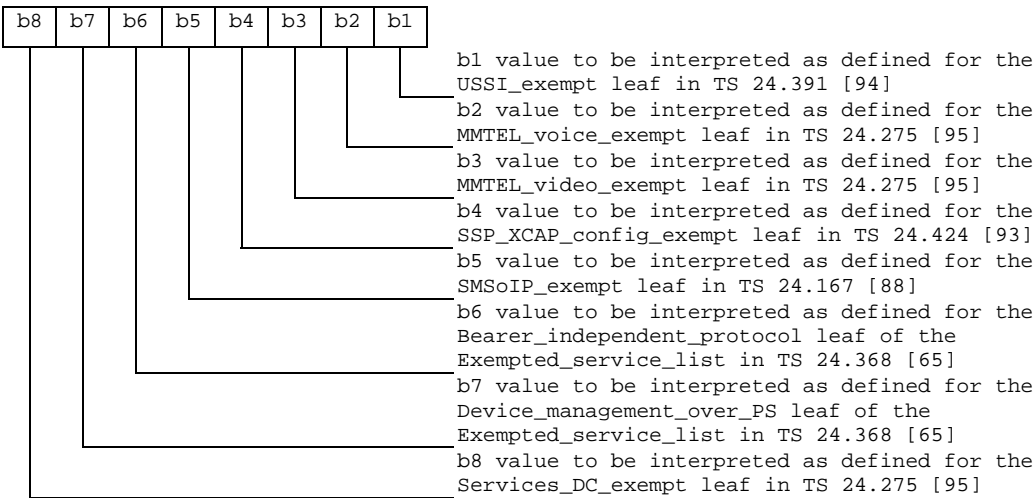 b8 b7 b6 b5 b4 b3 b2 b1
b1 value to be interpreted as defined for the
USSI_exempt leaf in TS 24.391 [94]
b2 value to be interpreted as defined for the
MMTEL_voice_exempt leaf in TS 24.275 [95]
b3 value to be interpreted as defined for the
MMTEL_video_exempt leaf in TS 24.275 [95]
b4 value to be interpreted as defined for the
SSP_XCAP_config_exempt leaf in TS 24.424 [93]
b5 value to be interpreted as defined for the
SMSoIP_exempt leaf in TS 24.167 [88]
b6 value to be interpreted as defined for the
Bearer_independent_protocol leaf of the
Exempted_service_list in TS 24.368 [65]
b7 value to be interpreted as defined for the
Device_management_over_PS leaf of the
Exempted_service_list in TS 24.368 [65]
b8 value to be interpreted as defined for the
Services_DC_exempt leaf in TS 24.275 [95]